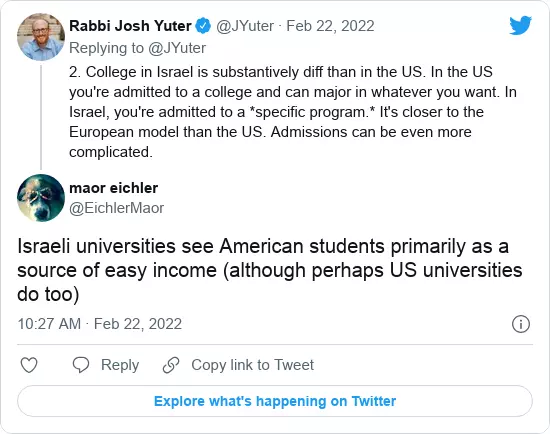 Rabbi Josh Yuter @JYuter · Feb 22, 2022
Replying to @JYuter
2. College in Israel is substantively diff than in the US. In the US
you're admitted to a college and can major in whatever you want. In
Israel, you're admitted to a *specific program.* It's closer to the
European model than the US. Admissions can be even more
complicated.
maor eichler
@EichlerMaor
Israeli universities see American students primarily as a
source of easy income (although perhaps US universities
do too)
10:27 AM · Feb 22, 2022
Reply Copy link to Tweet
Explore what's happening on Twitter